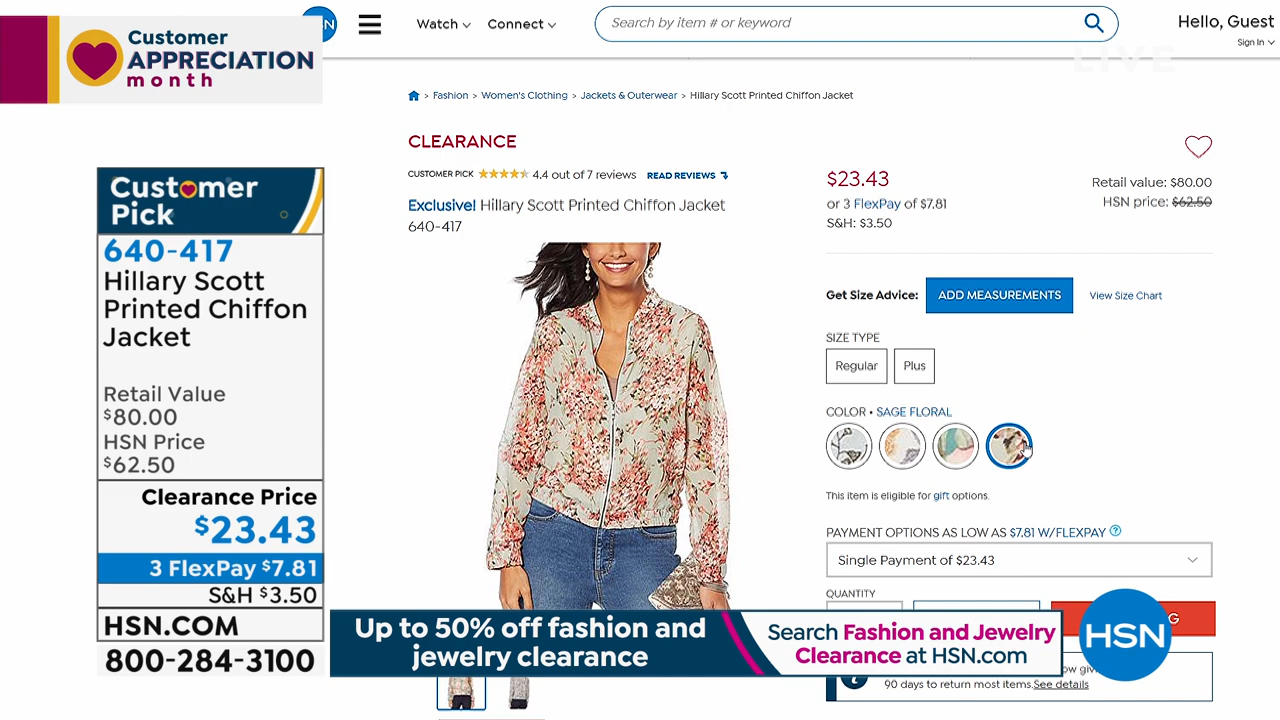 Customer
APPRECIATION
month
HSN
Watch
Connect
Search by item # or keyword
Hello, Guest
Sign In
LIVE
> Fashion > Women's Clothing > Jackets & Outerwear > Hillary Scott Printed Chiffon Jacket
CLEARANCE
CUSTOMER PICK 4.4 out of 7 reviews READ REVIEWS
Exclusive! Hillary Scott Printed Chiffon Jacket
640-417
$23.43
or 3 FlexPay of $7.81
S&H: $3.50
Retail value: $80.00
HSN price: $62.50
Get Size Advice: ADD MEASUREMENTS View Size Chart
SIZE TYPE
Regular Plus
COLOR • SAGE FLORAL
This item is eligible for gift options.
PAYMENT OPTIONS AS LOW AS $7.81 W/FLEXPAY ?
Single Payment of $23.43
QUANTITY
90 days to return most items.See details
Customer
Pick
640-417
Hillary Scott
Printed Chiffon
Jacket
Retail Value
$80.00
HSN Price
$62.50
Clearance Price
$23.43
3 FlexPay $7.81
S&H $3.50
HSN.COM
800-284-3100
Up to 50% off fashion and
jewelry clearance
Search Fashion and Jewelry
Clearance at HSN.com
HSN